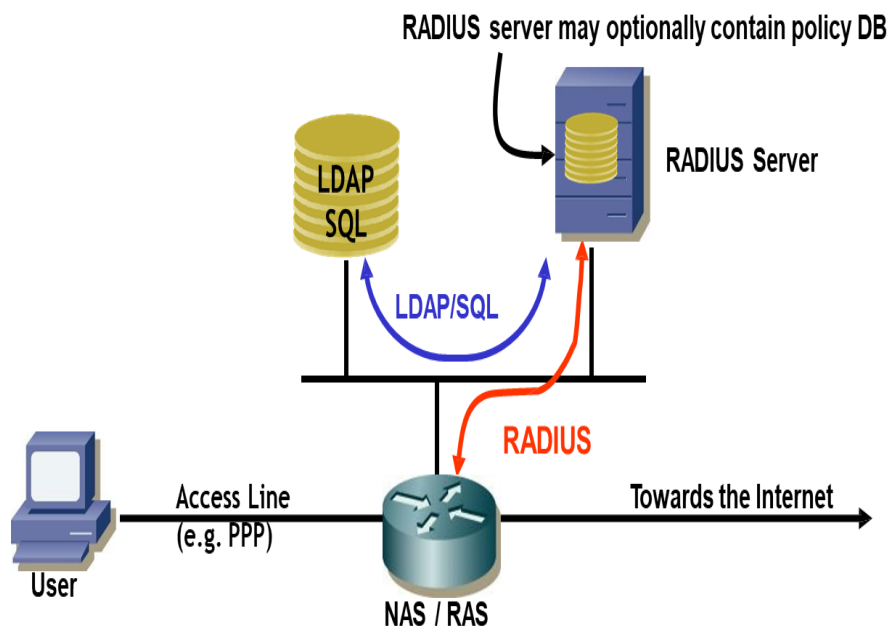 RADIUS server may optionally contain policy DB
LDAP
SQL
RADIUS Server
LDAP/SQL
RADIUS
Access Line
(e.g. PPP)
Towards the Internet
User
NAS / RAS